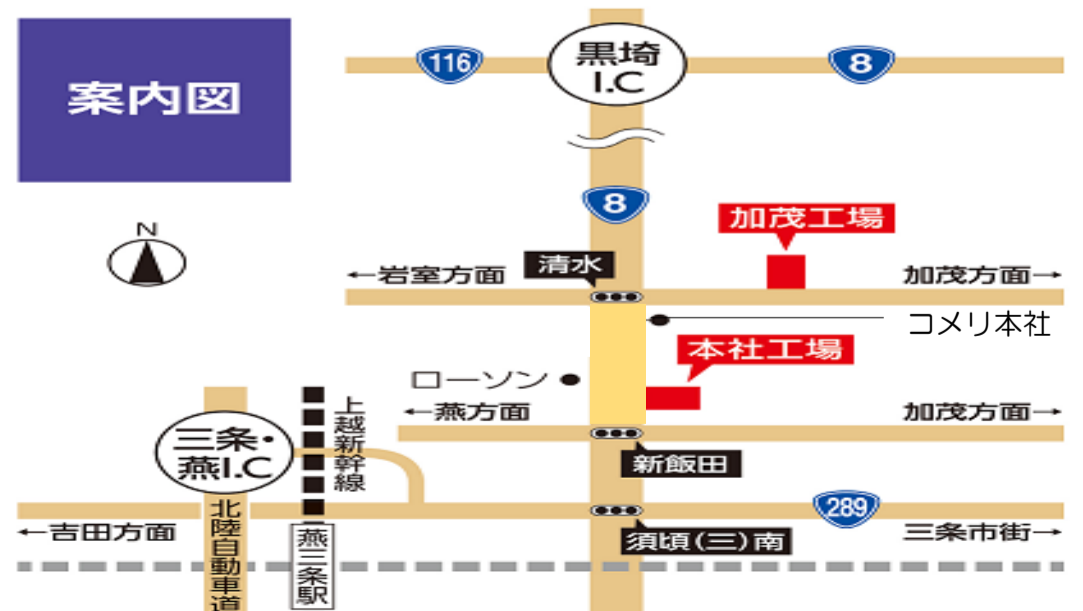 案内図
116
黒埼
I.C
8
8
N
加茂工場
清水
←岩室方面
加茂方面→
コメリ本社
本社工場
ローソン
←燕方面
加茂方面→
上越新幹線
三条・
燕I.C
新飯田
289
北陸自動車道
←吉田方面
燕三条駅
須頃(三)南
三条市街→